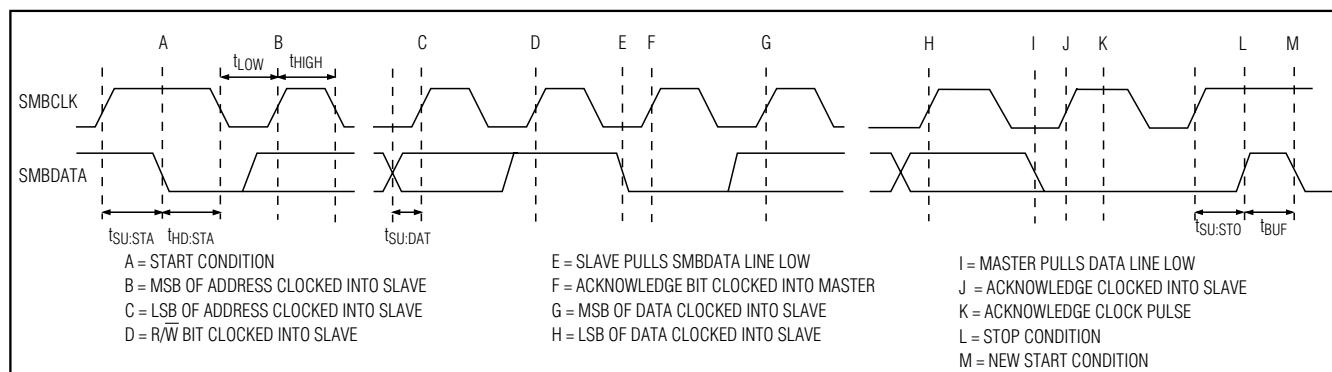 A B C D E F G H I J K L M
tLOW tHIGH
SMBCLK
SMBDATA
tSU:STA tHD:STA tSU:DAT tSU:STO tBUF
A = START CONDITION
B = MSB OF ADDRESS CLOCKED INTO SLAVE
C = LSB OF ADDRESS CLOCKED INTO SLAVE
D = R/W̅ BIT CLOCKED INTO SLAVE
E = SLAVE PULLS SMBDATA LINE LOW
F = ACKNOWLEDGE BIT CLOCKED INTO MASTER
G = MSB OF DATA CLOCKED INTO SLAVE
H = LSB OF DATA CLOCKED INTO SLAVE
I = MASTER PULLS DATA LINE LOW
J = ACKNOWLEDGE CLOCKED INTO SLAVE
K = ACKNOWLEDGE CLOCK PULSE
L = STOP CONDITION
M = NEW START CONDITION